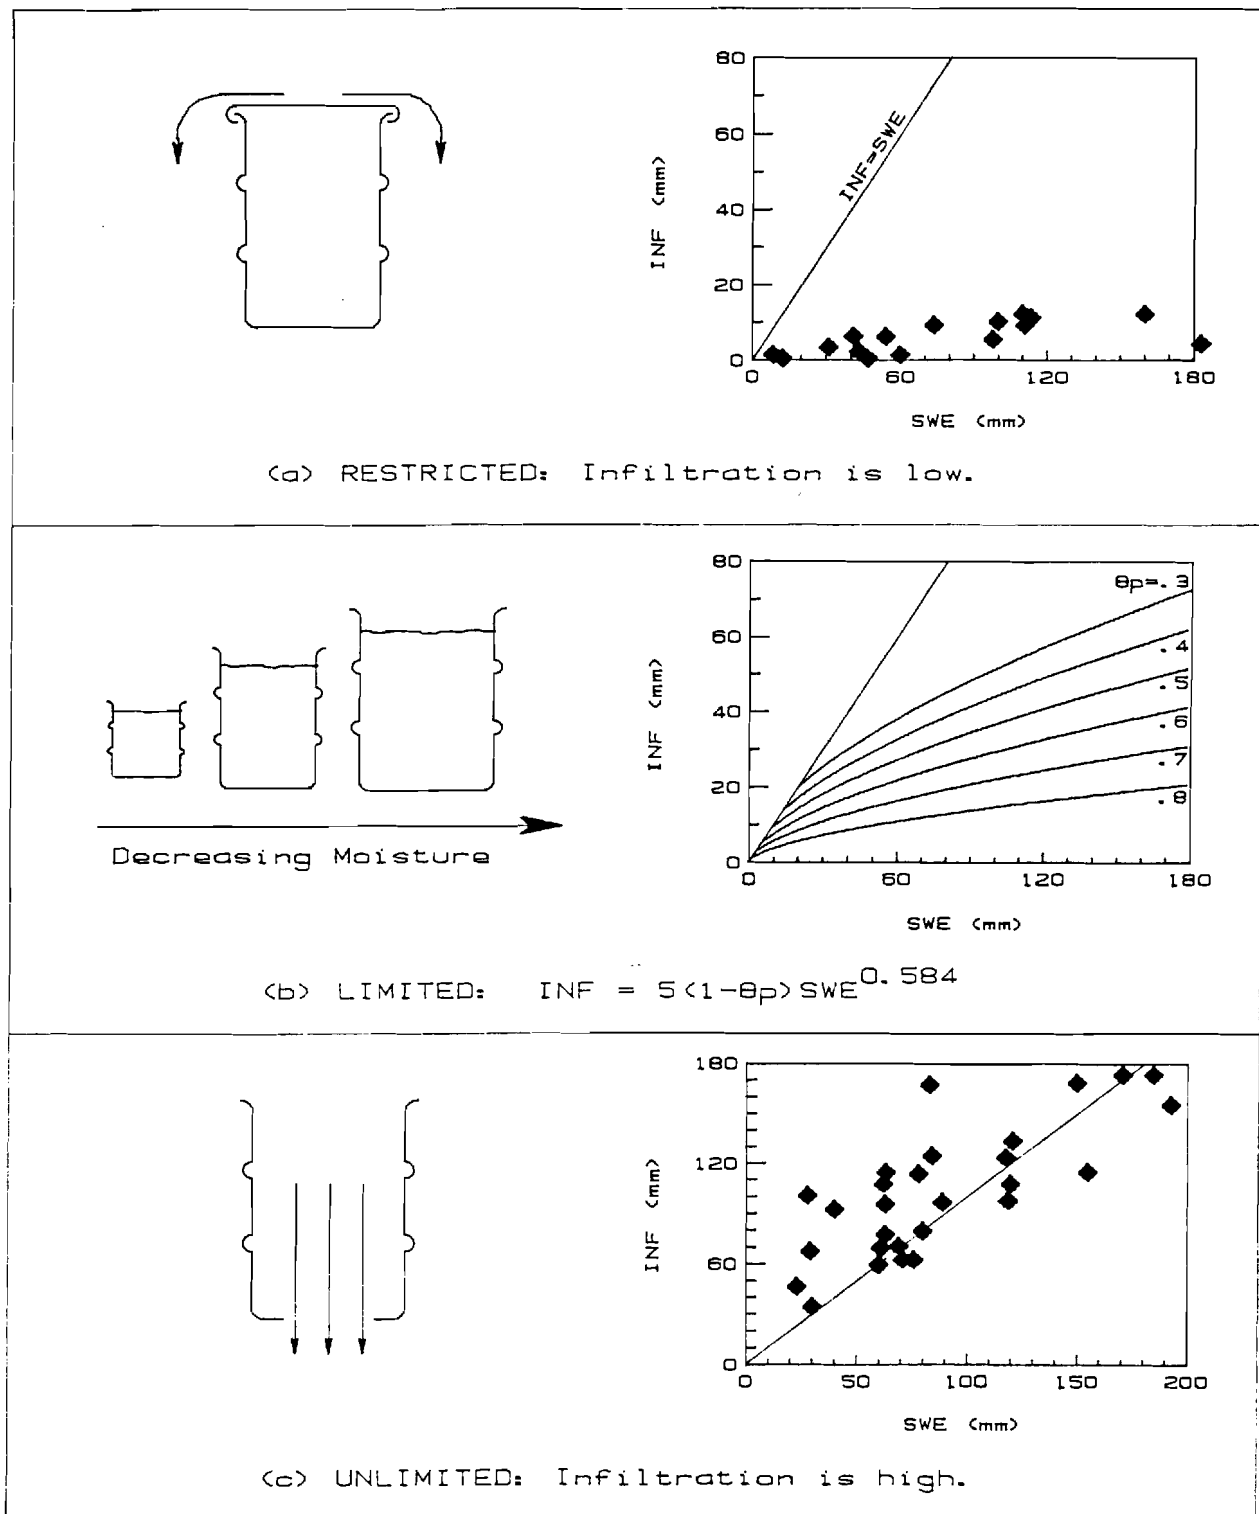 80
60
40
20
0
INF (mm)
INF=SWE
0 60 120 180
SWE (mm)
(a) RESTRICTED: Infiltration is low.
80
60
40
20
0
INF (mm)
θp=.3
.4
.5
.6
.7
.8
0 60 120 180
SWE (mm)
Decreasing Moisture
(b) LIMITED: INF = 5(1-θp)SWE^0.584
180
120
60
0
INF (mm)
0 50 100 150 200
SWE (mm)
(c) UNLIMITED: Infiltration is high.